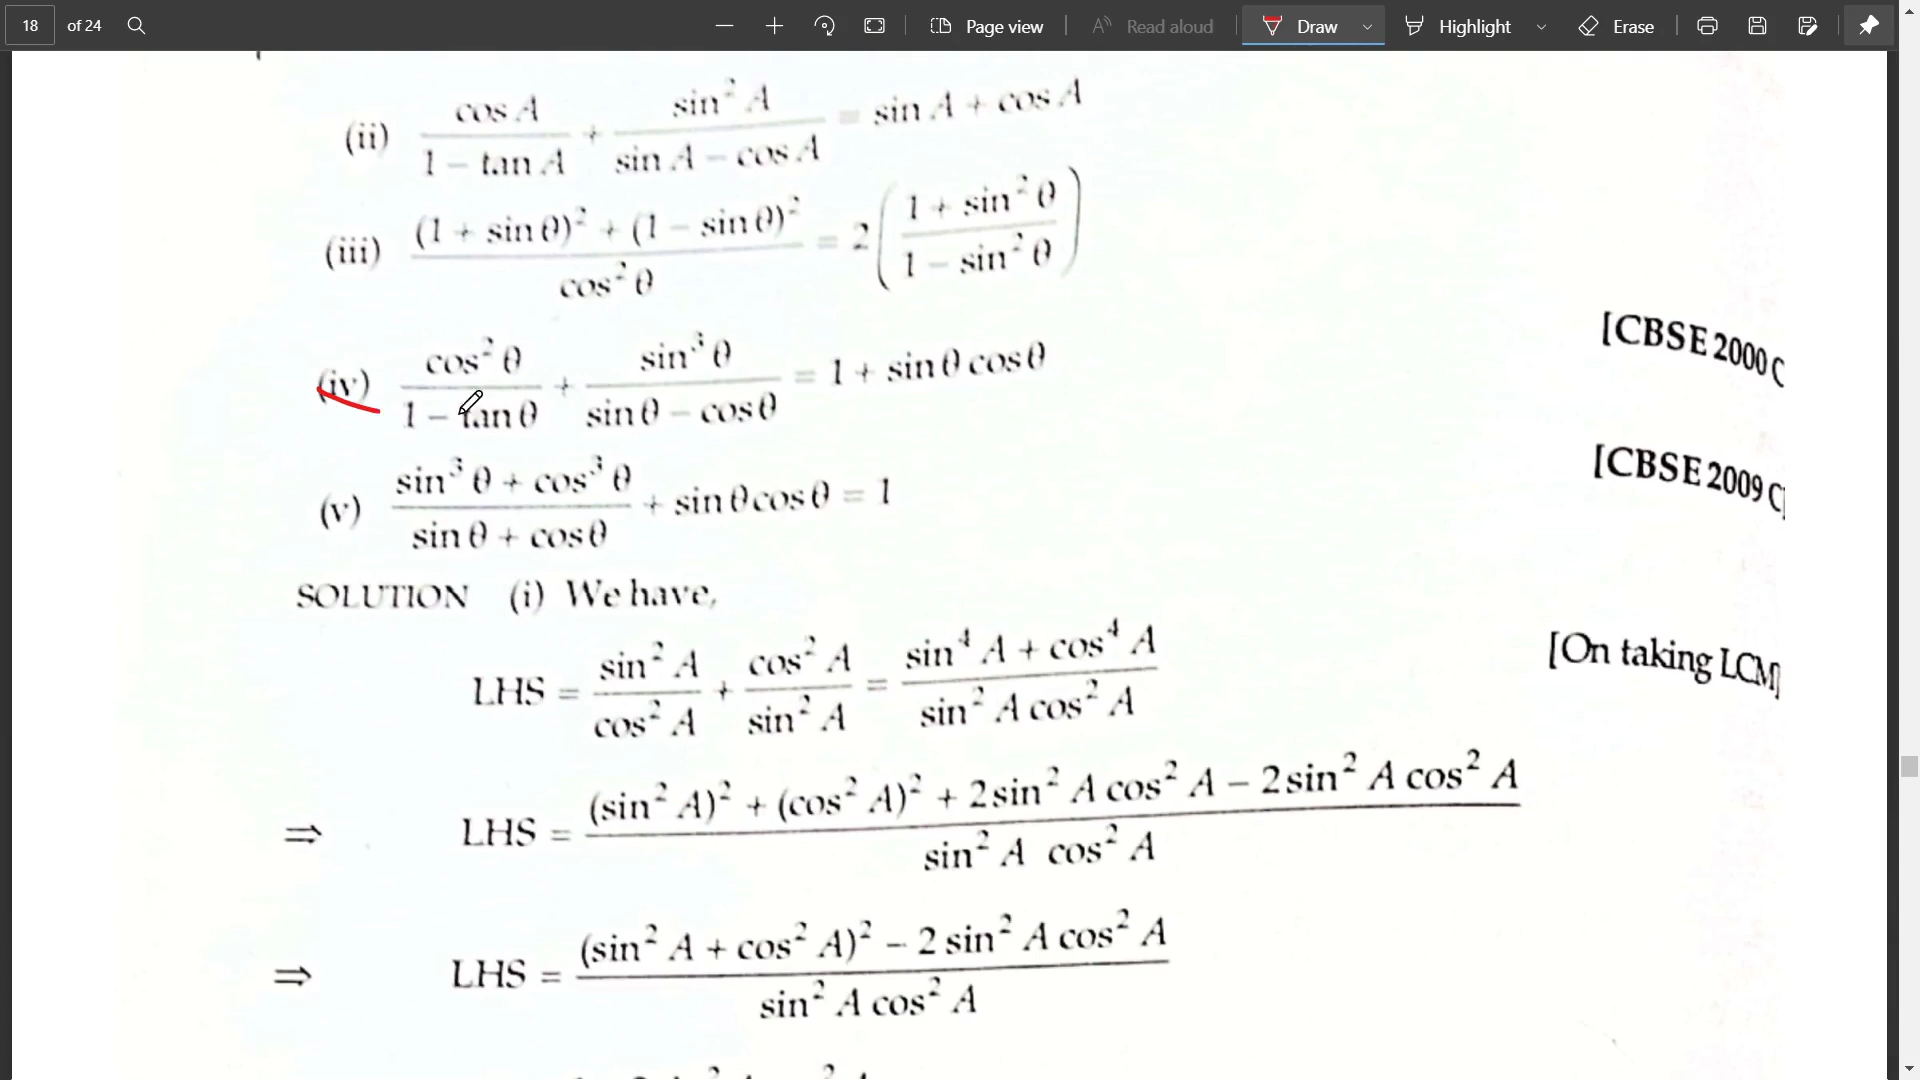 18 of 24 Page view Read aloud Draw Highlight Erase
(ii) cos A / (1 − tan A) + sin² A / (sin A − cos A) = sin A + cos A
(iii) ((1 + sin θ)² + (1 − sin θ)²) / cos² θ = 2((1 + sin² θ) / (1 − sin² θ))
[CBSE 2000 C
(iv) cos² θ / (1 − tan θ) + sin³ θ / (sin θ − cos θ) = 1 + sin θ cos θ
[CBSE 2009 C]
(v) (sin³ θ + cos³ θ) / (sin θ + cos θ) + sin θ cos θ = 1
SOLUTION (i) We have,
LHS = sin² A / cos² A + cos² A / sin² A = (sin⁴ A + cos⁴ A) / (sin² A cos² A) [On taking LCM]
⇒ LHS = ((sin² A)² + (cos² A)² + 2 sin² A cos² A − 2 sin² A cos² A) / (sin² A cos² A)
⇒ LHS = ((sin² A + cos² A)² − 2 sin² A cos² A) / (sin² A cos² A)